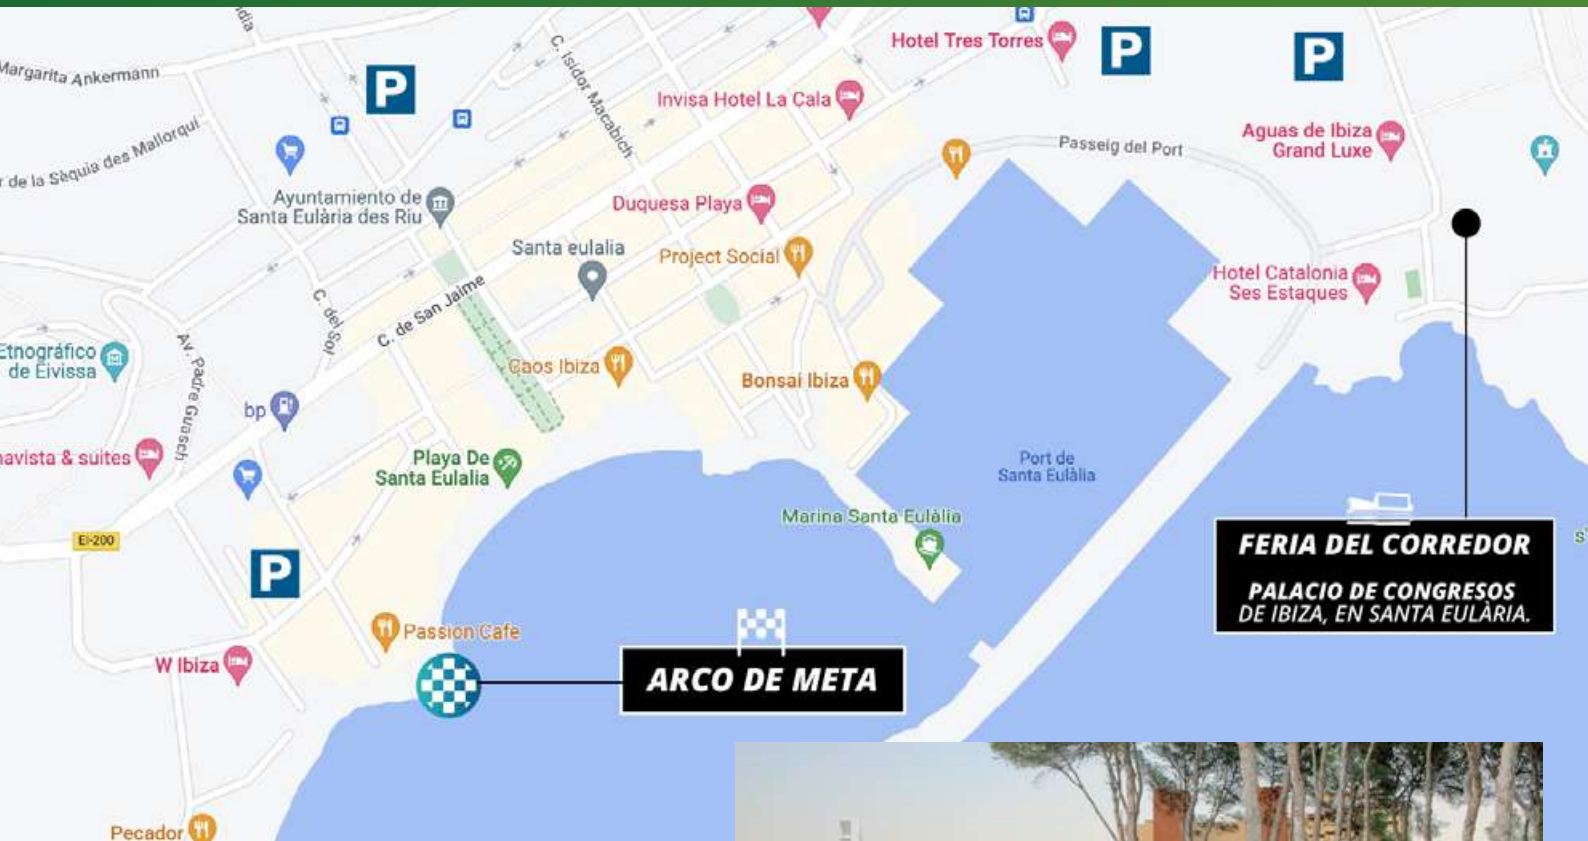 Hotel Tres Torres
P
P
P
Margarita Ankermann
C. Isidor Macabich
Invisa Hotel La Cala
Passeig del Port
Aguas de Ibiza
Grand Luxe
de la Sèquia des Mallorqui
Ayuntamiento de
Santa Eulària des Riu
Duquesa Playa
Santa eulalia
Project Social
Hotel Catalonia
Ses Estaques
C. de San Jaime
C. del Sol
Av. Padre Guasch
Etnográfico
de Eivissa
Caos Ibiza
Bonsai Ibiza
bp
& suites
Playa De
Santa Eulalia
Port de
Santa Eulàlia
Marina Santa Eulàlia
EI-200
FERIA DEL CORREDOR
PALACIO DE CONGRESOS
DE IBIZA, EN SANTA EULÀRIA.
P
Passion Cafe
W Ibiza
ARCO DE META
Pecador